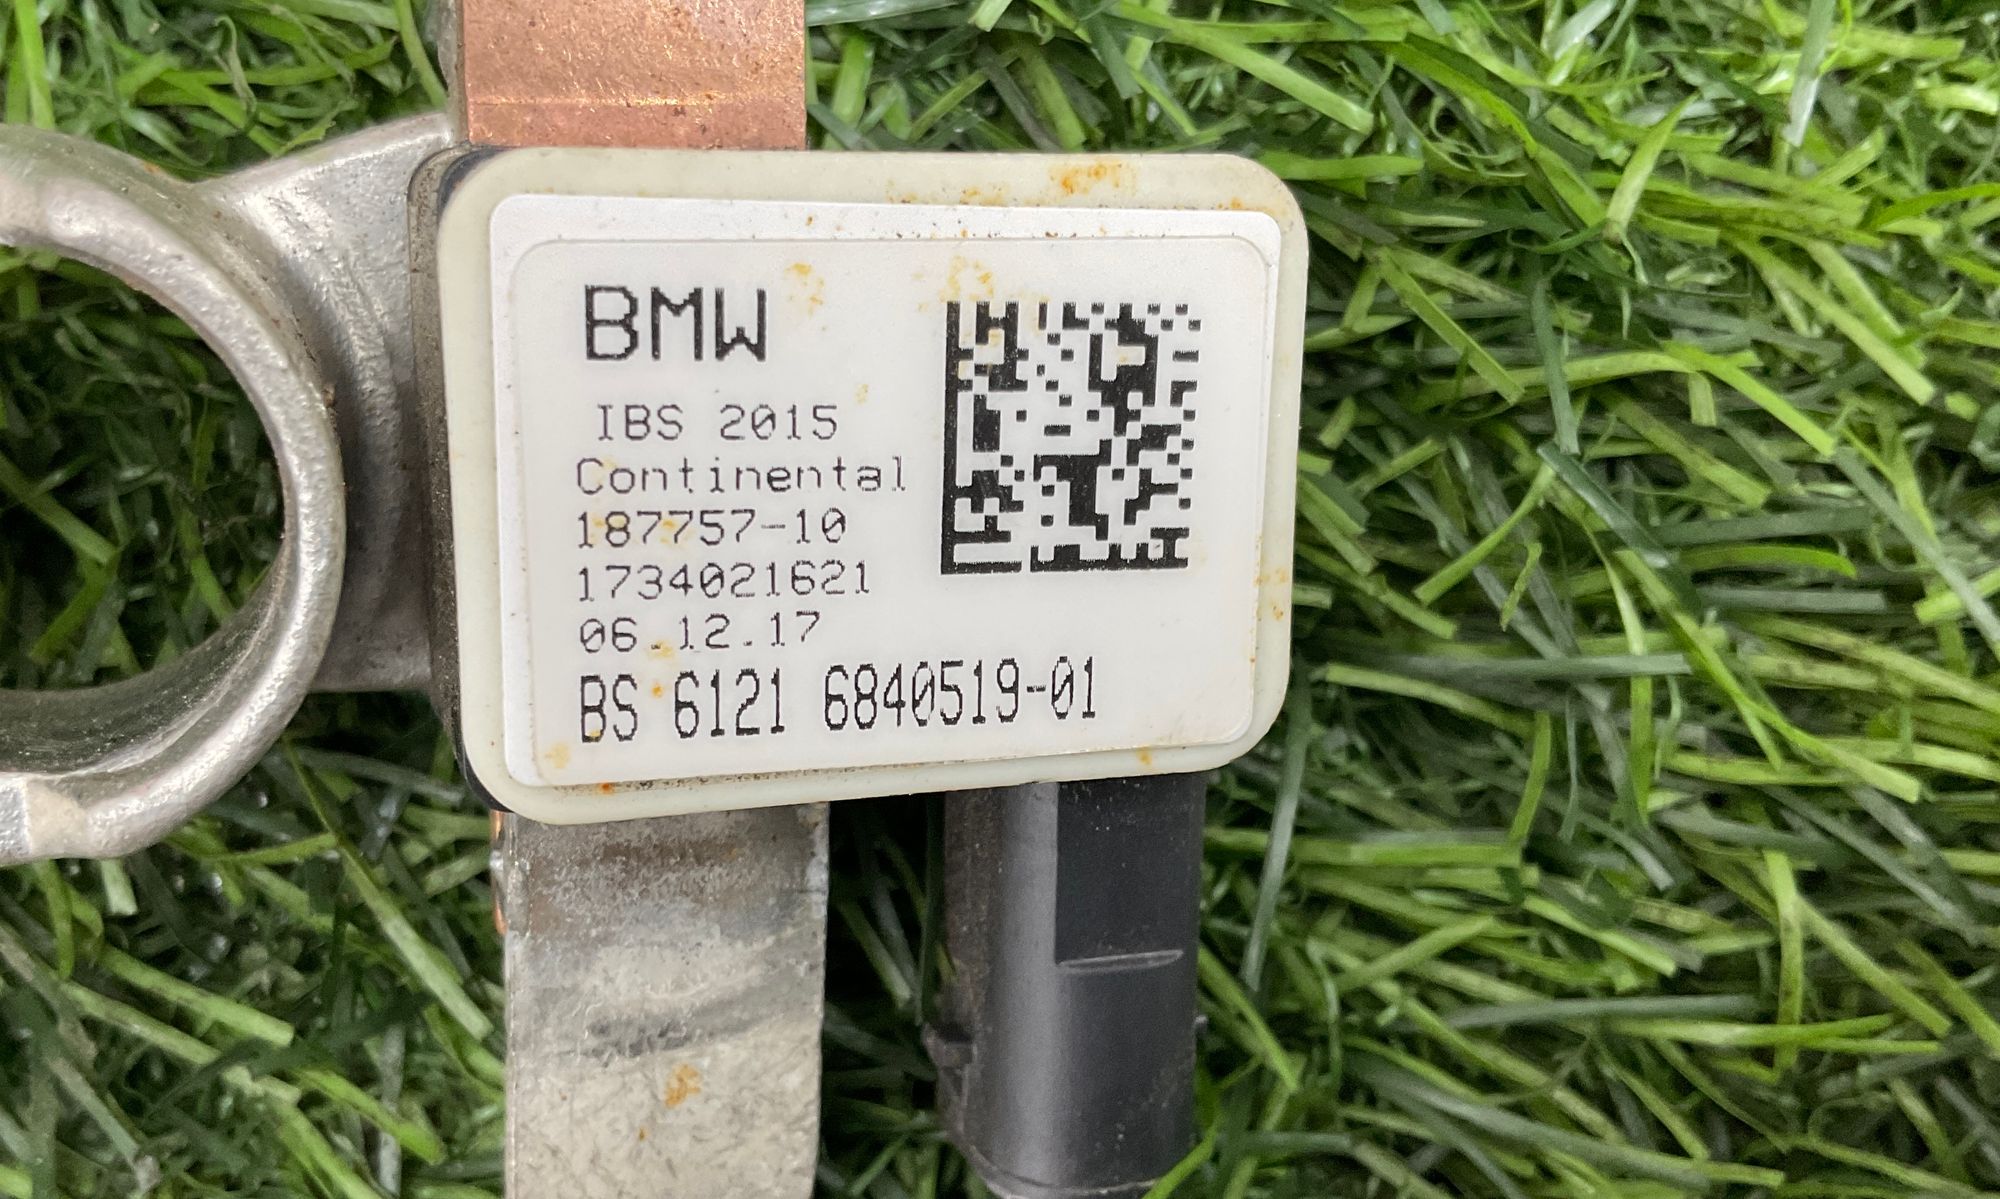 BMW
IBS 2015
Continental
187757-10
1734021621
06.12.17
BS 6121 6840519-01